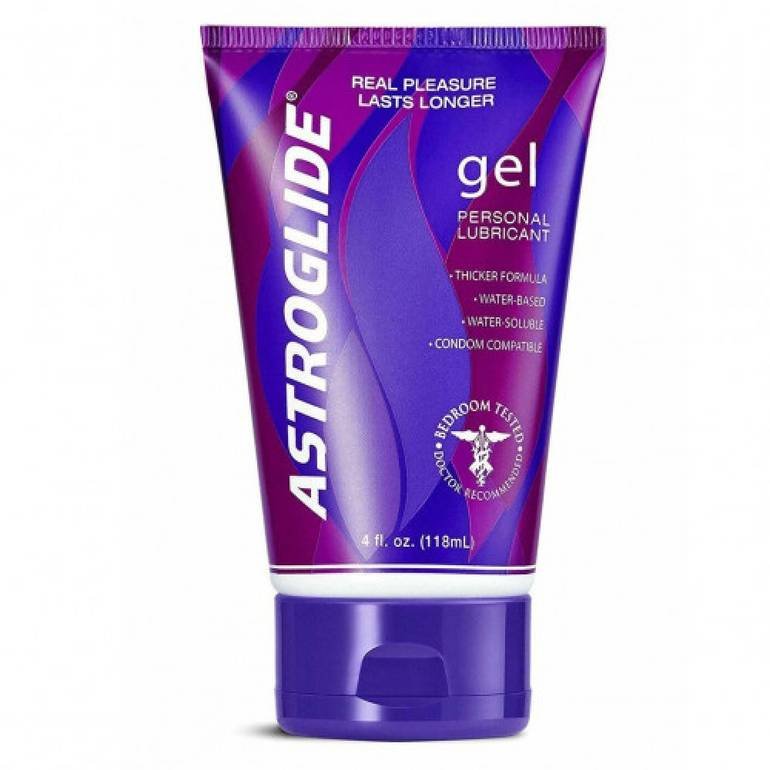 REAL PLEASURE
LASTS LONGER
ASTROGLIDE®
gel
PERSONAL
LUBRICANT
• THICKER FORMULA
• WATER-BASED
• WATER-SOLUBLE
• CONDOM COMPATIBLE
• BEDROOM TESTED •
DOCTOR RECOMMENDED
4 fl. oz. (118mL)